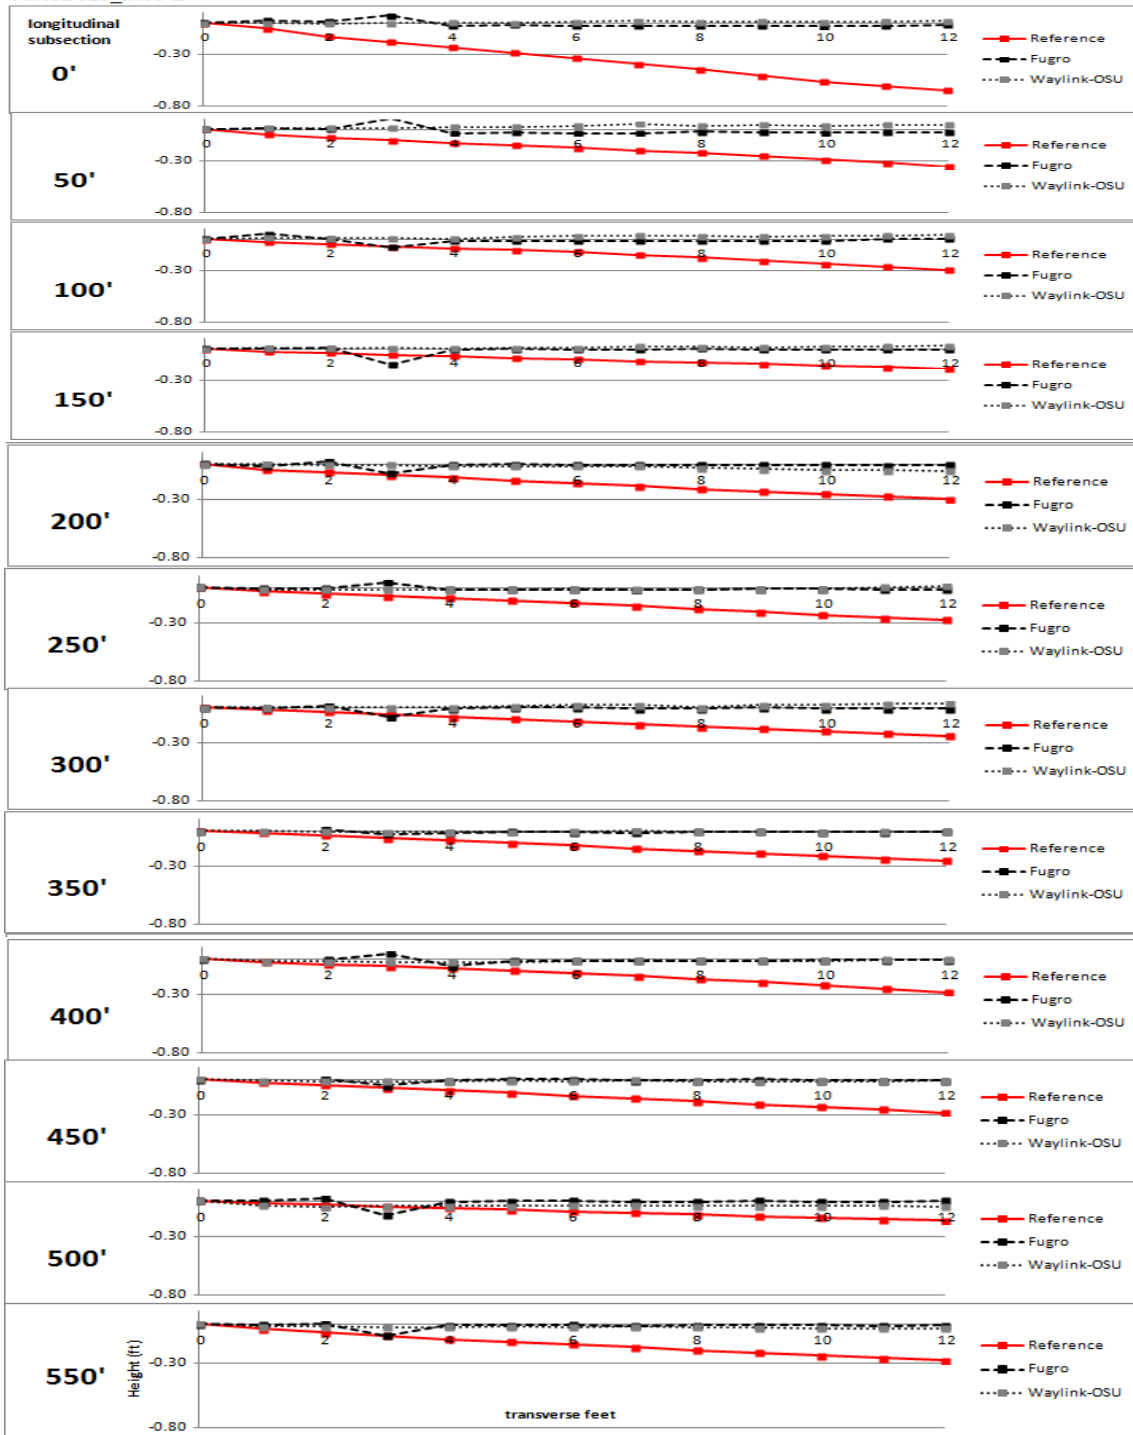 longitudinal
subsection
0'
0 2 4 6 8 10 12
-0.30
-0.80
Reference
Fugro
Waylink-OSU
50'
0 2 4 6 8 10 12
-0.30
-0.80
Reference
Fugro
Waylink-OSU
100'
0 2 4 6 8 10 12
-0.30
-0.80
Reference
Fugro
Waylink-OSU
150'
0 2 4 6 8 10 12
-0.30
-0.80
Reference
Fugro
Waylink-OSU
200'
0 2 4 6 8 10 12
-0.30
-0.80
Reference
Fugro
Waylink-OSU
250'
0 2 4 6 8 10 12
-0.30
-0.80
Reference
Fugro
Waylink-OSU
300'
0 2 4 6 8 10 12
-0.30
-0.80
Reference
Fugro
Waylink-OSU
350'
0 2 4 6 8 10 12
-0.30
-0.80
Reference
Fugro
Waylink-OSU
400'
0 2 4 6 8 10 12
-0.30
-0.80
Reference
Fugro
Waylink-OSU
450'
0 2 4 6 8 10 12
-0.30
-0.80
Reference
Fugro
Waylink-OSU
500'
0 2 4 6 8 10 12
-0.30
-0.80
Reference
Fugro
Waylink-OSU
550'
Height (ft)
0 2 4 6 8 10 12
-0.30
-0.80
transverse feet
Reference
Fugro
Waylink-OSU